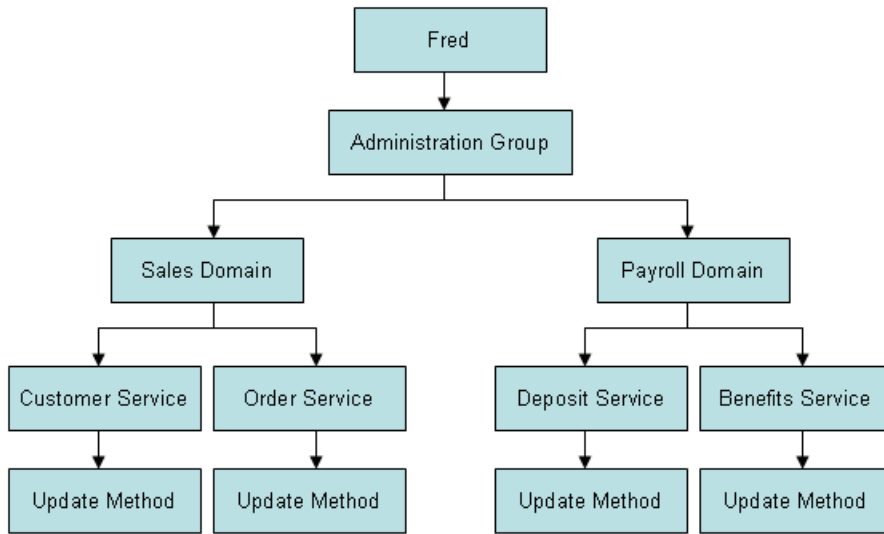 Fred
Administration Group
Sales Domain
Payroll Domain
Customer Service
Order Service
Deposit Service
Benefits Service
Update Method
Update Method
Update Method
Update Method